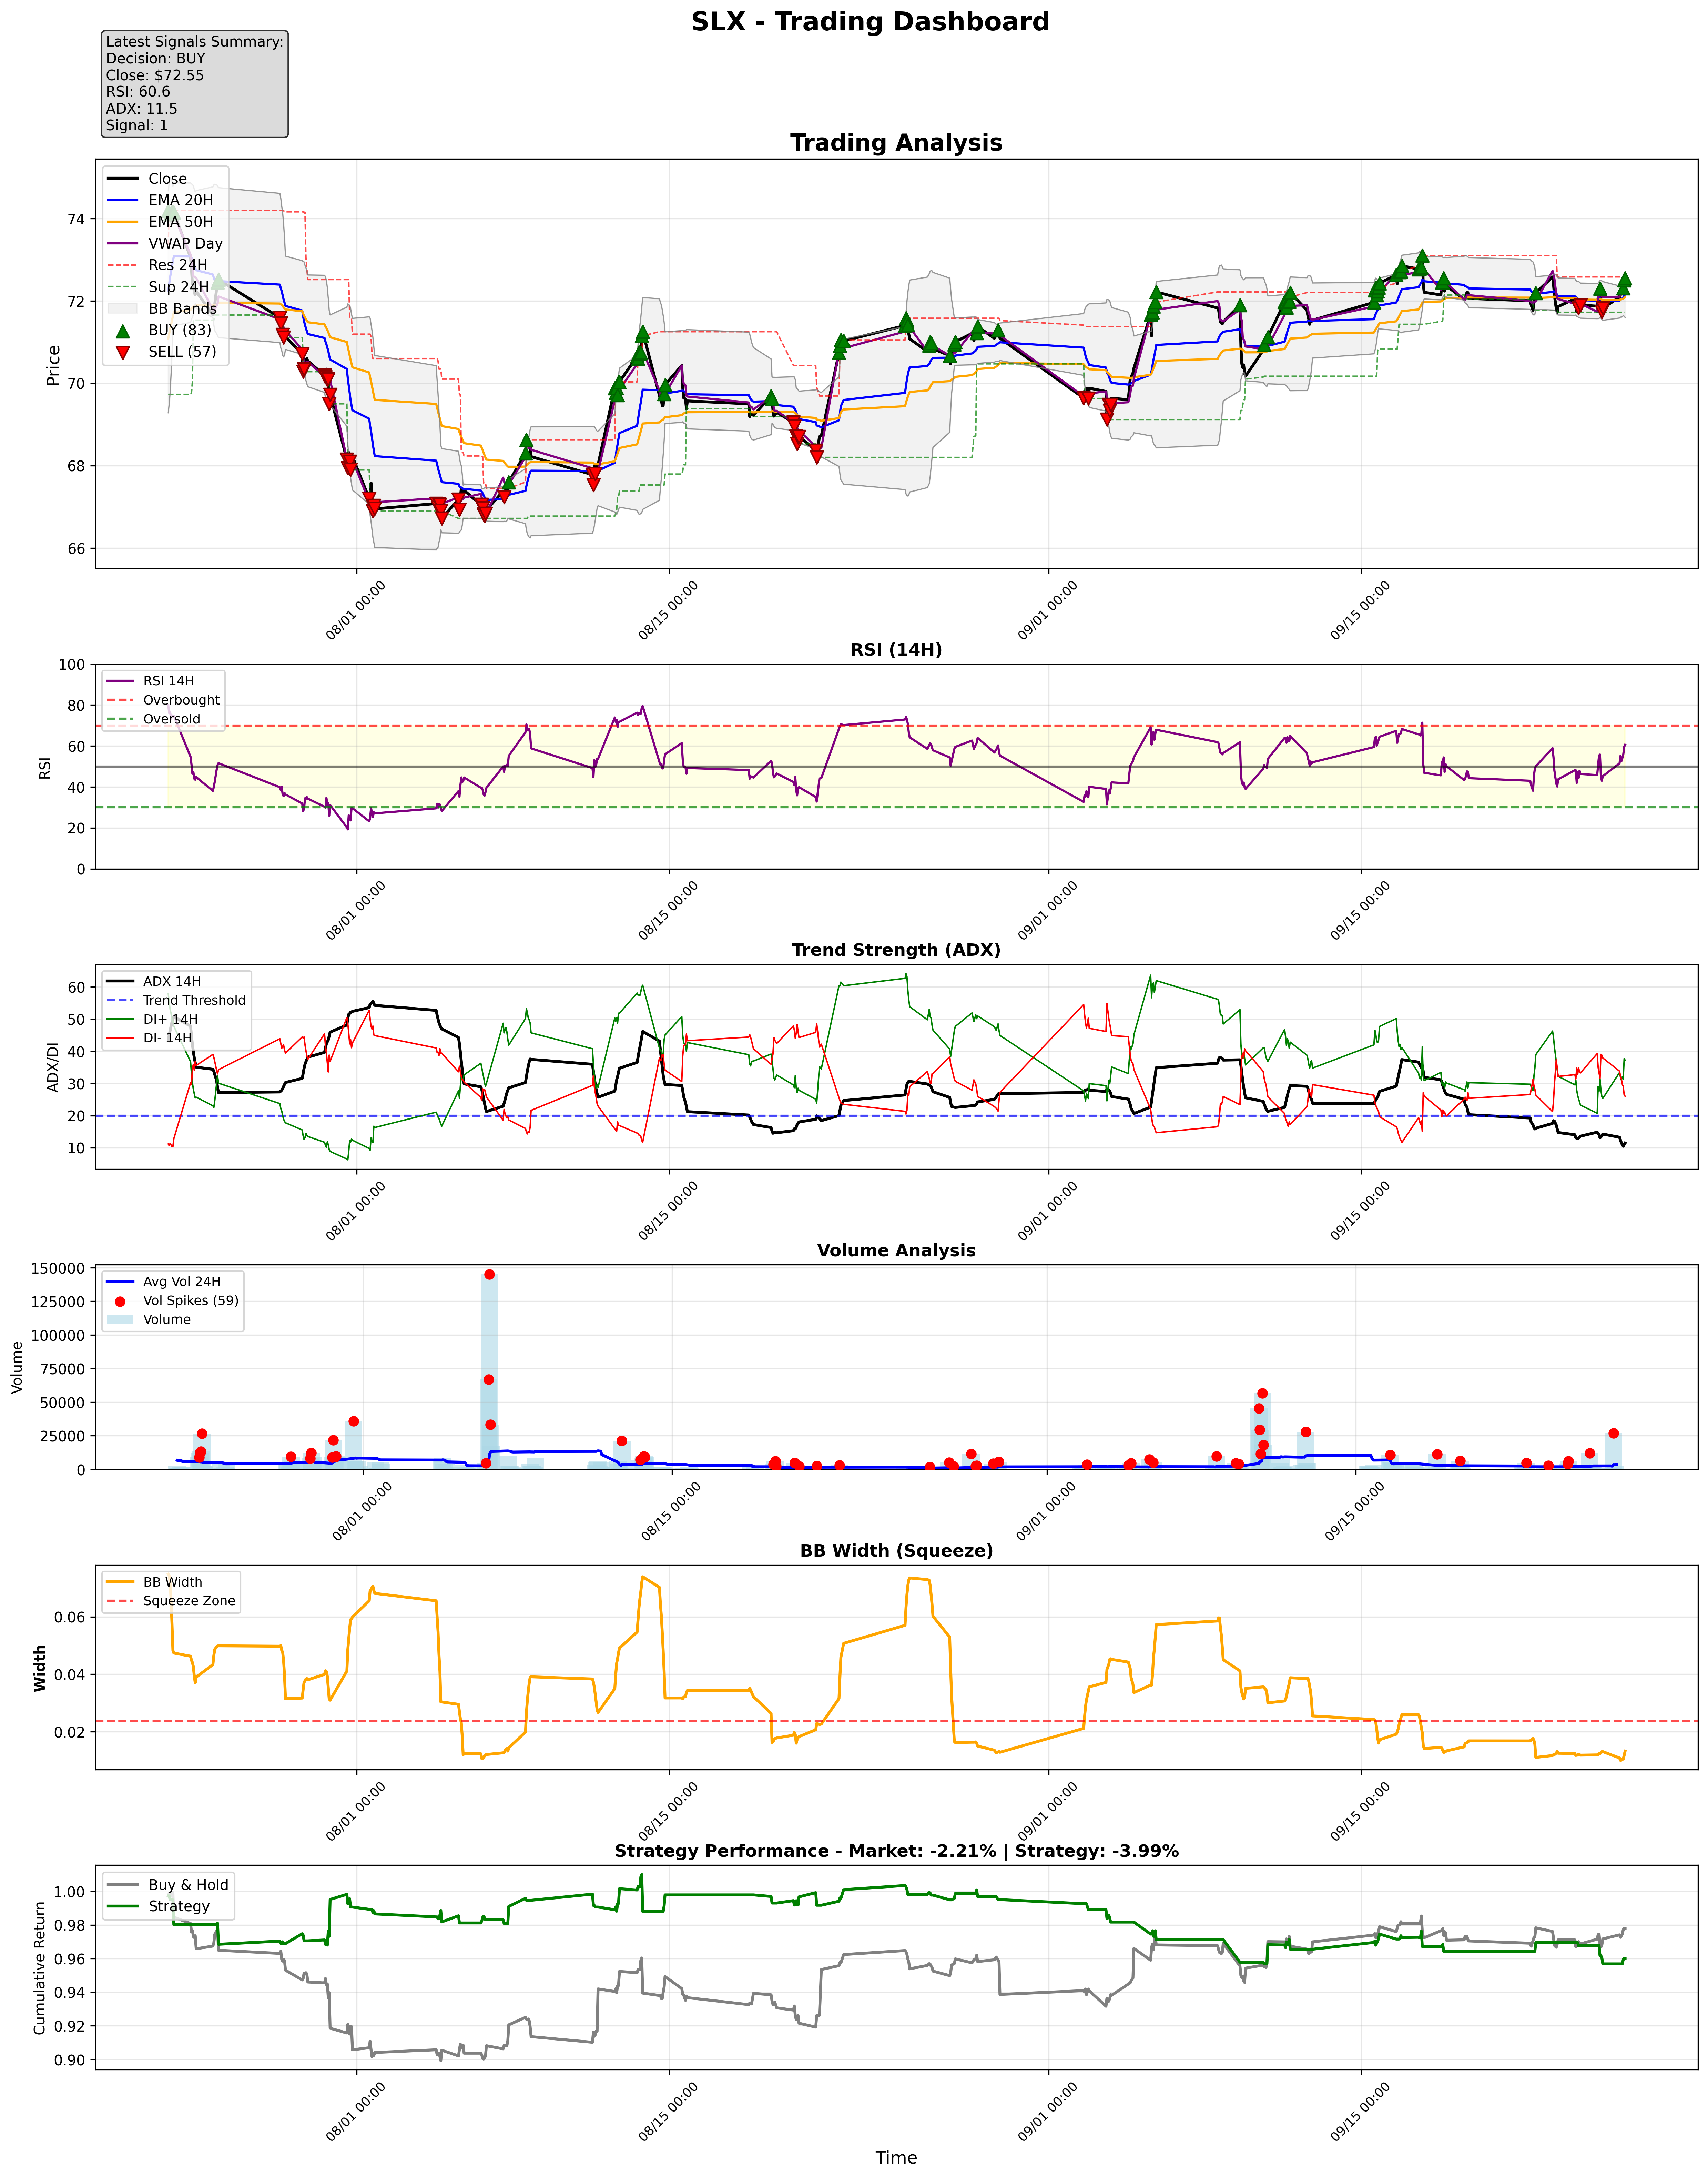 SLX - Trading Dashboard
Latest Signals Summary:
Decision: BUY
Close: $72.55
RSI: 60.6
ADX: 11.5
Signal: 1
Trading Analysis
Close
EMA 20H
EMA 50H
VWAP Day
Res 24H
Sup 24H
BB Bands
BUY (83)
SELL (57)
Price
74
72
70
68
66
08/01 00:00
08/15 00:00
09/01 00:00
09/15 00:00
RSI (14H)
RSI 14H
Overbought
Oversold
RSI
100
80
60
40
20
0
08/01 00:00
08/15 00:00
09/01 00:00
09/15 00:00
Trend Strength (ADX)
ADX 14H
Trend Threshold
DI+ 14H
DI- 14H
ADX/DI
60
50
40
30
20
10
08/01 00:00
08/15 00:00
09/01 00:00
09/15 00:00
Volume Analysis
Avg Vol 24H
Vol Spikes (59)
Volume
Volume
150000
125000
100000
75000
50000
25000
0
08/01 00:00
08/15 00:00
09/01 00:00
09/15 00:00
BB Width (Squeeze)
BB Width
Squeeze Zone
Width
0.06
0.04
0.02
08/01 00:00
08/15 00:00
09/01 00:00
09/15 00:00
Strategy Performance - Market: -2.21% | Strategy: -3.99%
Buy & Hold
Strategy
Cumulative Return
1.00
0.98
0.96
0.94
0.92
0.90
08/01 00:00
08/15 00:00
09/01 00:00
09/15 00:00
Time